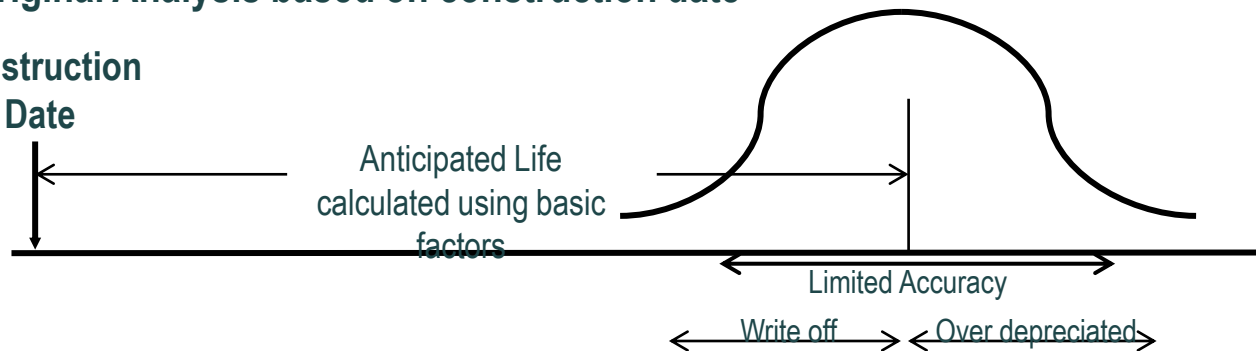 Analysis based on construction date
struction
Date
Anticipated Life
calculated using basic
factors
Limited Accuracy
Write off
Over depreciated